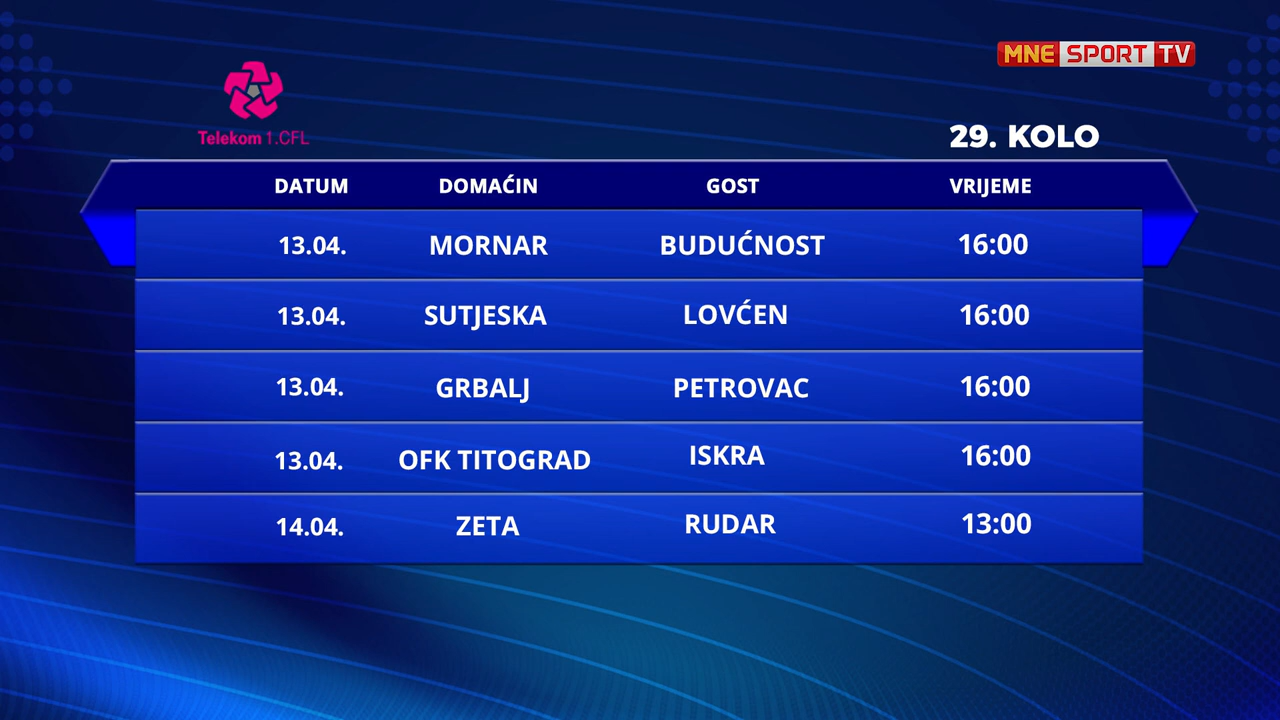 MNE SPORT TV
Telekom 1.CFL
29. KOLO
DATUM DOMAĆIN GOST VRIJEME
13.04. MORNAR BUDUĆNOST 16:00
13.04. SUTJESKA LOVĆEN 16:00
13.04. GRBALJ PETROVAC 16:00
13.04. OFK TITOGRAD ISKRA 16:00
14.04. ZETA RUDAR 13:00